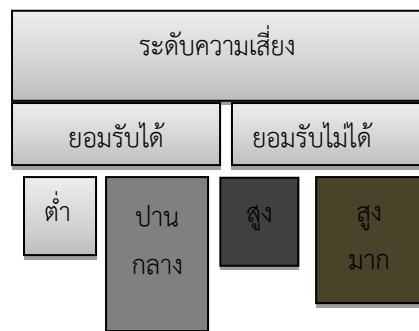 ระดับความเสี่ยง
ยอมรับได้
ยอมรับไม่ได้
ต่ำ
ปาน
กลาง
สูง
สูง
มาก